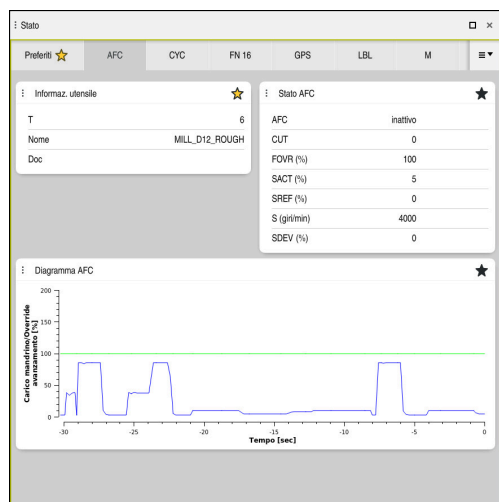 Stato
Preferiti AFC CYC FN 16 GPS LBL M
Informaz. utensile
T 6
Nome MILL_D12_ROUGH
Doc
Stato AFC
AFC inattivo
CUT 0
FOVR (%) 100
SACT (%) 5
SREF (%) 0
S (giri/min) 4000
SDEV (%) 0
Diagramma AFC
Carico mandrino/Override
avanzamento [%]
200
150
100
50
0
-30 -25 -20 -15 -10 -5 0
Tempo [sec]